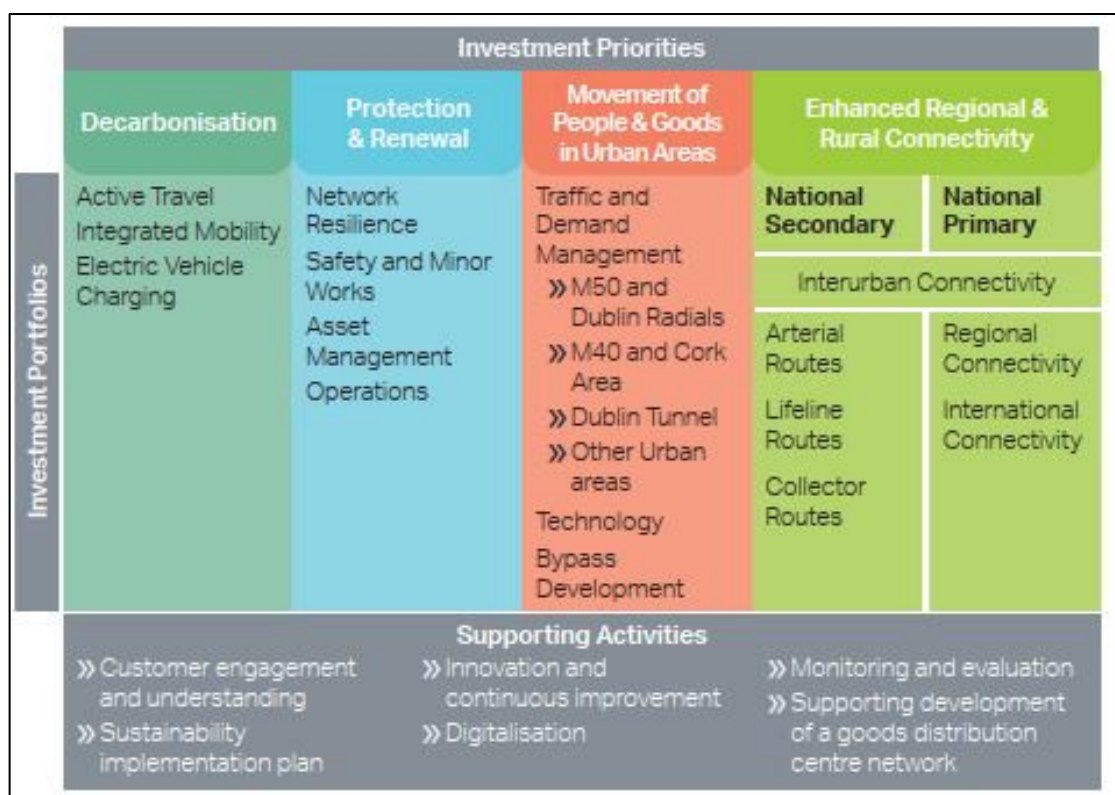 Investment Priorities
Decarbonisation
Protection
& Renewal
Movement of
People & Goods
in Urban Areas
Enhanced Regional &
Rural Connectivity
Investment Portfolios
Active Travel
Integrated Mobility
Electric Vehicle
Charging
Network
Resilience
Safety and Minor
Works
Asset
Management
Operations
Traffic and
Demand
Management
» M50 and
Dublin Radials
» M40 and Cork
Area
» Dublin Tunnel
» Other Urban
areas
Technology
Bypass
Development
National
Secondary
National
Primary
Interurban Connectivity
Arterial
Routes
Lifeline
Routes
Collector
Routes
Regional
Connectivity
International
Connectivity
Supporting Activities
» Customer engagement
and understanding
» Sustainability
implementation plan
» Innovation and
continuous improvement
» Digitalisation
» Monitoring and evaluation
» Supporting development
of a goods distribution
centre network